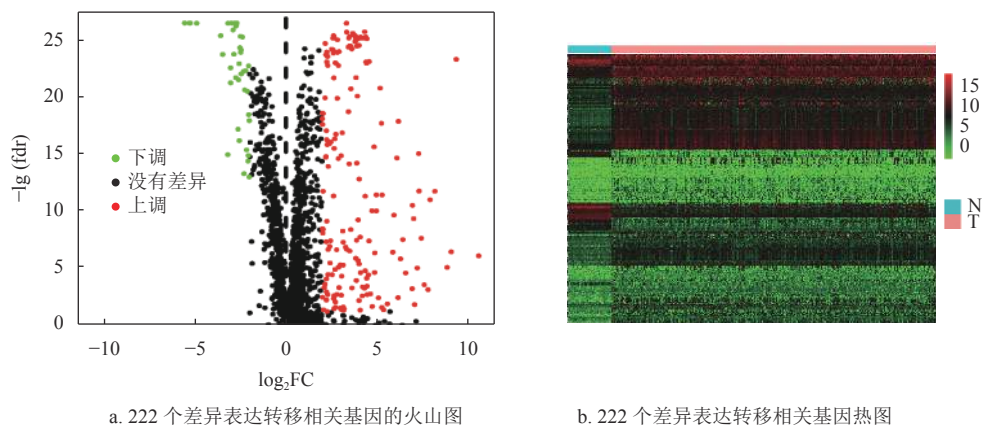 25
20
15
10
5
0
−lg (fdr)
下调
没有差异
上调
−10
−5
0
5
10
log₂FC
a. 222 个差异表达转移相关基因的火山图
15
10
5
0
N
T
b. 222 个差异表达转移相关基因热图